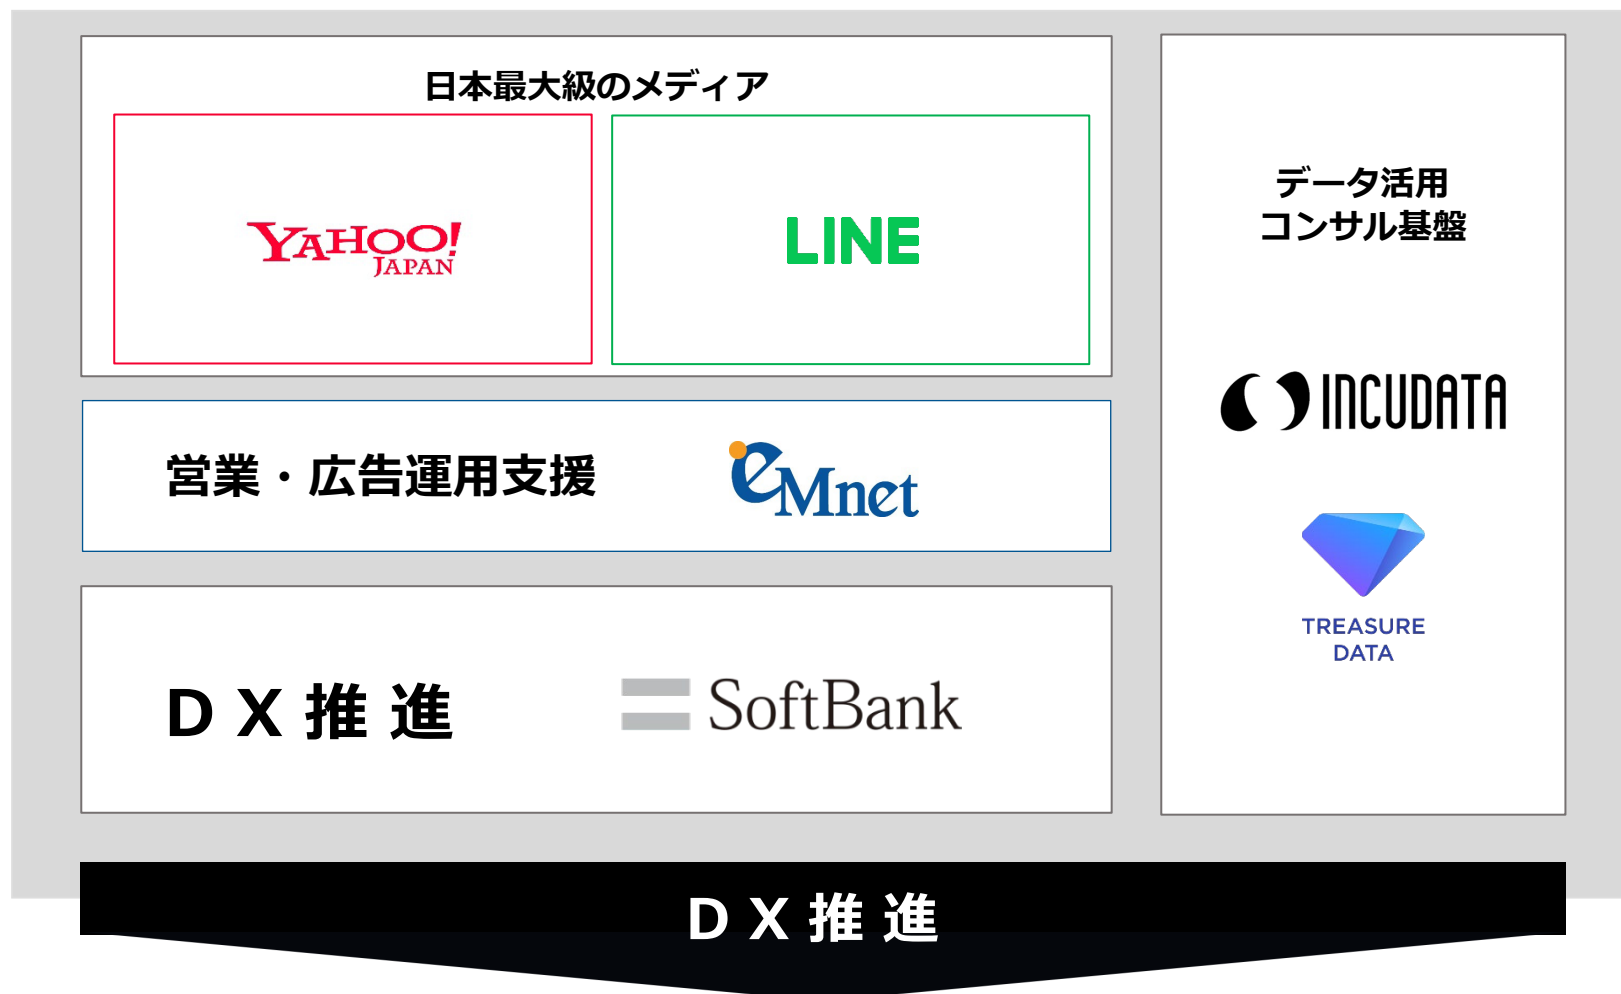 日本最大級のメディア
YAHOO!
JAPAN
LINE
営業・広告運用支援
eMnet
DX推進
SoftBank
データ活用
コンサル基盤
INCUDATA
TREASURE
DATA
DX推進